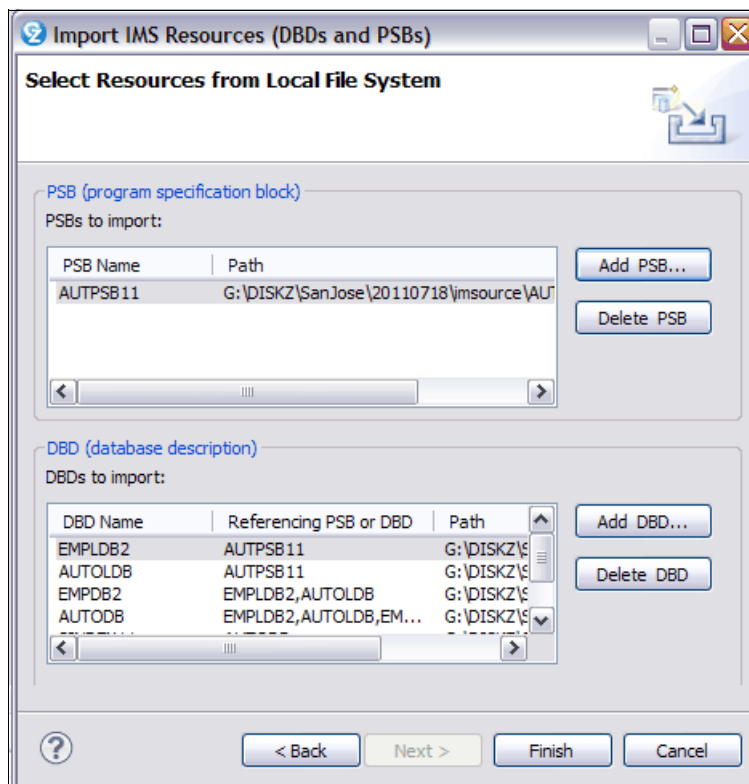 Import IMS Resources (DBDs and PSBs)
Select Resources from Local File System
PSB (program specification block)
PSBs to import:
PSB Name Path
AUTPSB11 G:\DISKZ\SanJose\20110718\imsource\AUT
Add PSB...
Delete PSB
DBD (database description)
DBDs to import:
DBD Name Referencing PSB or DBD Path
EMPLDB2 AUTPSB11 G:\DISKZ\S
AUTOLDB AUTPSB11 G:\DISKZ\S
EMPDB2 EMPLDB2,AUTOLDB G:\DISKZ\S
AUTODB EMPLDB2,AUTOLDB,EM... G:\DISKZ\S
Add DBD...
Delete DBD
?
< Back
Next >
Finish
Cancel